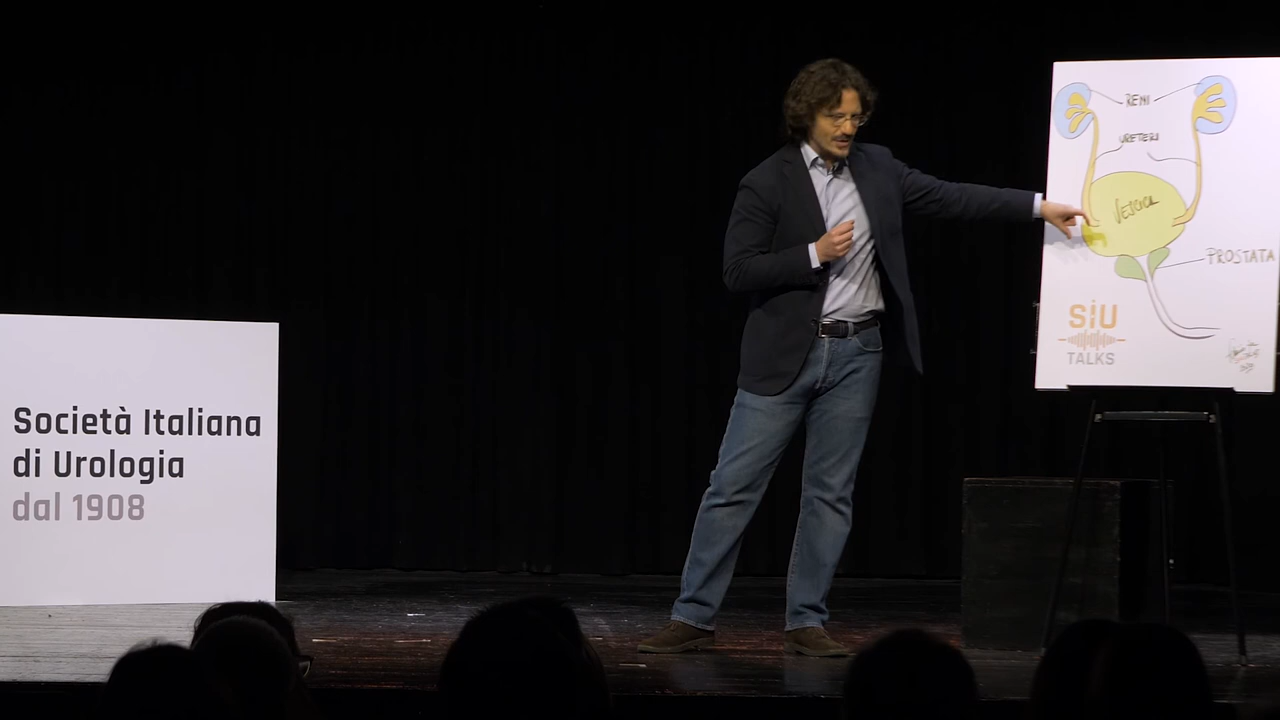 Società Italiana
di Urologia
dal 1908
RENI
URETERI
VESCICA
PROSTATA
SIU
TALKS